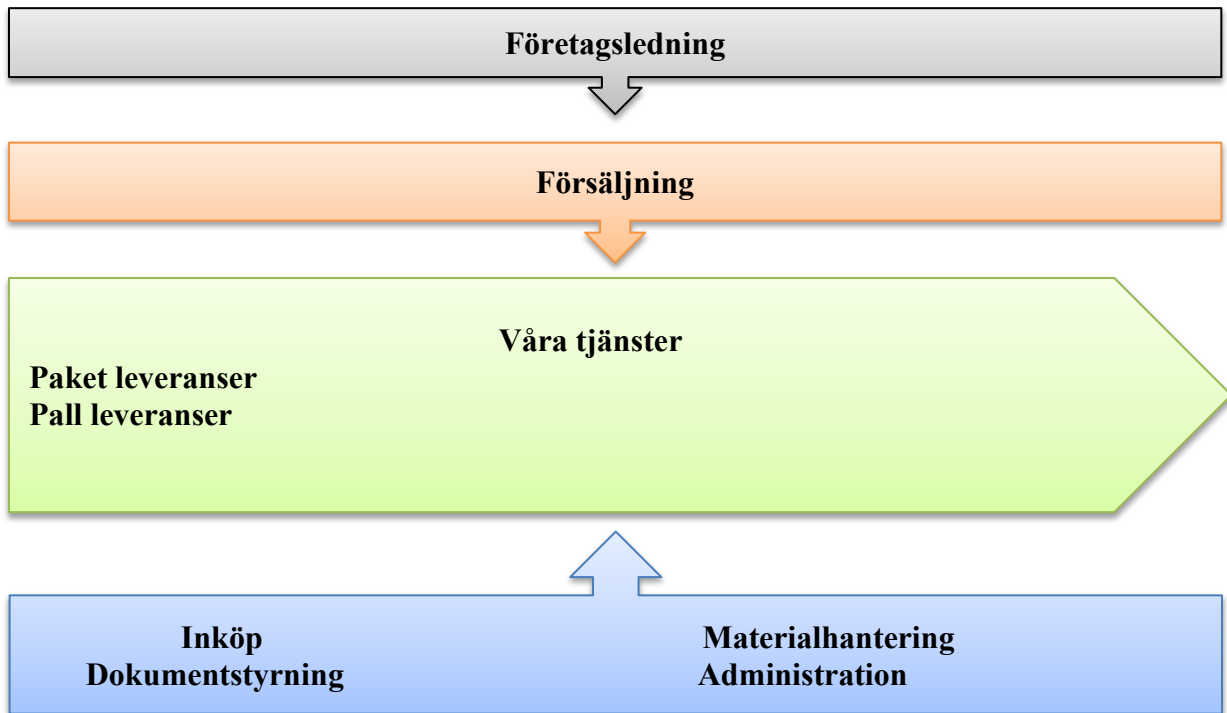 Företagsledning
Försäljning
Våra tjänster
Paket leveranser
Pall leveranser
Inköp Materialhantering
Dokumentstyrning Administration